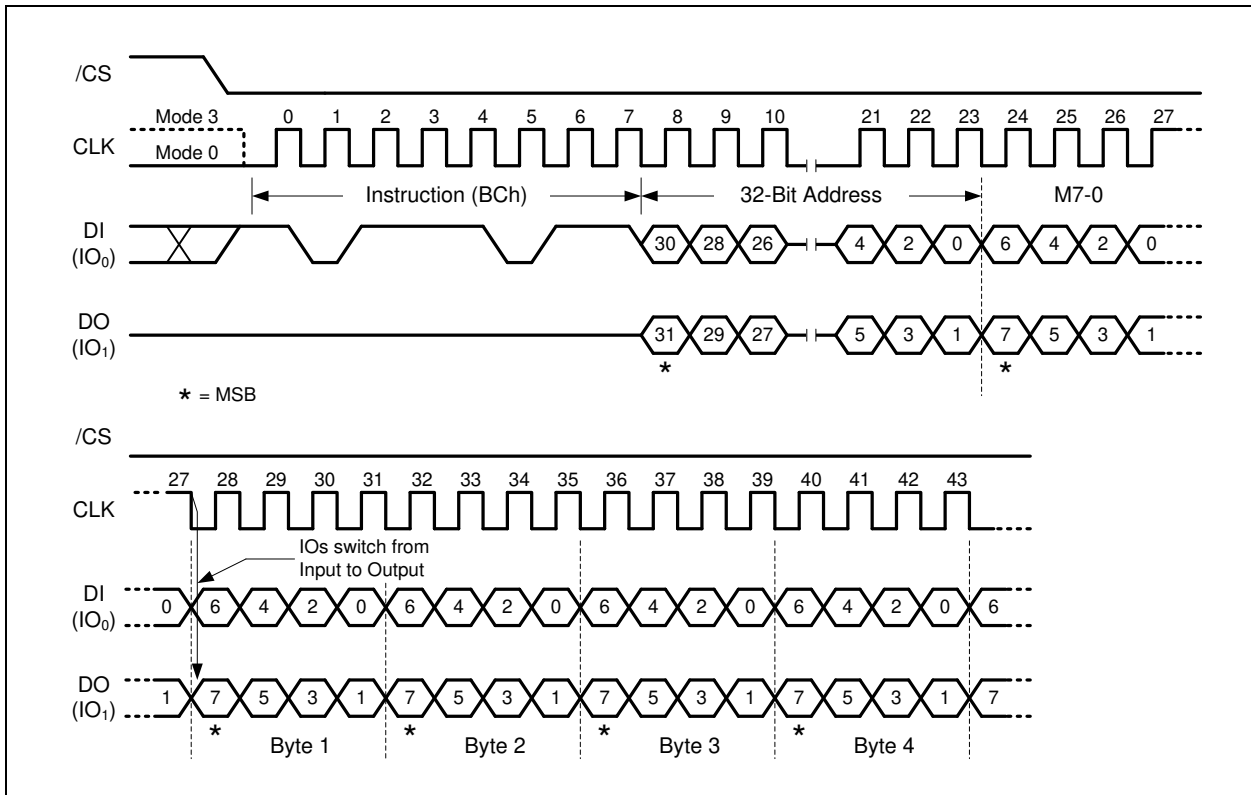 /CS
Mode 3 0 1 2 3 4 5 6 7 8 9 10 21 22 23 24 25 26 27
CLK
Mode 0
Instruction (BCh) 32-Bit Address M7-0
DI
(IO₀) 30 28 26 4 2 0 6 4 2 0
DO
(IO₁) 31 29 27 5 3 1 7 5 3 1
* *
* = MSB
/CS
27 28 29 30 31 32 33 34 35 36 37 38 39 40 41 42 43
CLK
IOs switch from
Input to Output
DI
(IO₀) 0 6 4 2 0 6 4 2 0 6 4 2 0 6 4 2 0 6
DO
(IO₁) 1 7 5 3 1 7 5 3 1 7 5 3 1 7 5 3 1 7
* Byte 1 * Byte 2 * Byte 3 * Byte 4